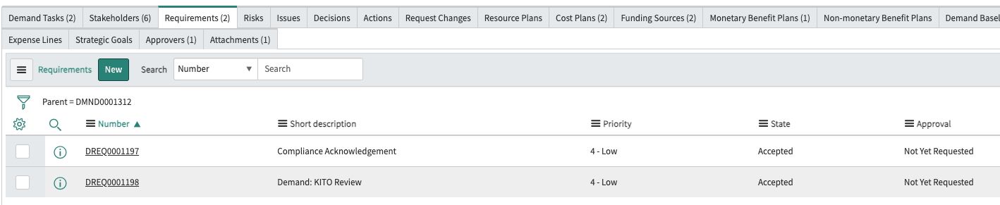 Demand Tasks (2) Stakeholders (6) Requirements (2) Risks Issues Decisions Actions Request Changes Resource Plans Cost Plans (2) Funding Sources (2) Monetary Benefit Plans (1) Non-monetary Benefit Plans Demand Basel
Expense Lines Strategic Goals Approvers (1) Attachments (1)
Requirements New Search Number Search
Parent = DMND0001312
Number Short description Priority State Approval
DREQ0001197 Compliance Acknowledgement 4 - Low Accepted Not Yet Requested
DREQ0001198 Demand: KITO Review 4 - Low Accepted Not Yet Requested